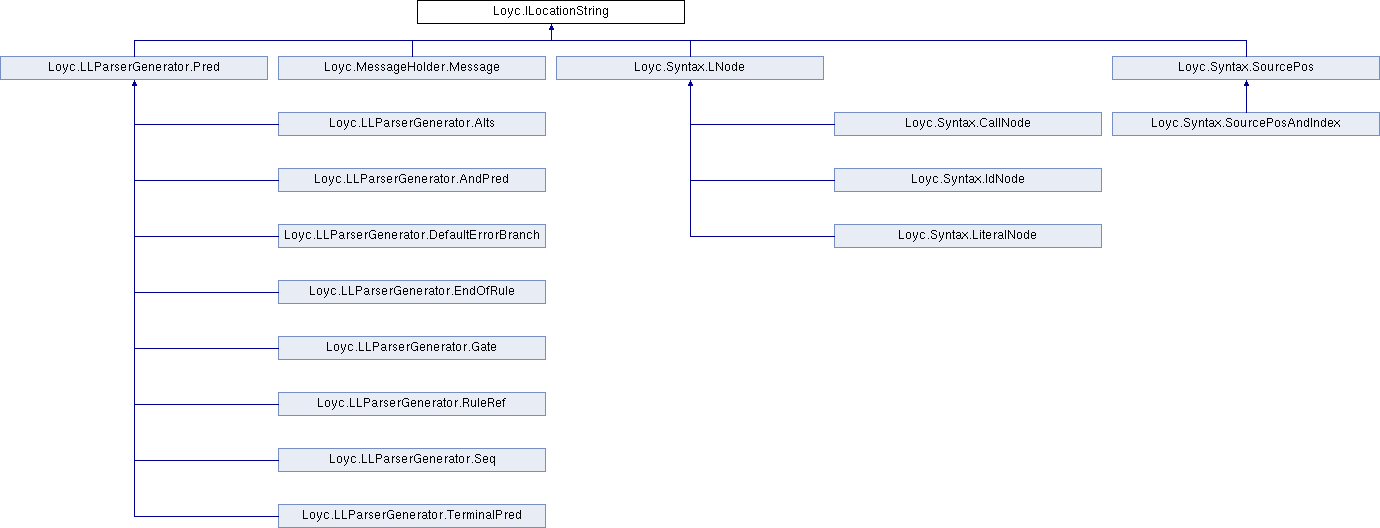 Loyc.ILocationString
Loyc.LLParserGenerator.Pred
Loyc.MessageHolder.Message
Loyc.Syntax.LNode
Loyc.Syntax.SourcePos
Loyc.LLParserGenerator.Alts
Loyc.Syntax.CallNode
Loyc.Syntax.SourcePosAndIndex
Loyc.LLParserGenerator.AndPred
Loyc.Syntax.IdNode
Loyc.LLParserGenerator.DefaultErrorBranch
Loyc.Syntax.LiteralNode
Loyc.LLParserGenerator.EndOfRule
Loyc.LLParserGenerator.Gate
Loyc.LLParserGenerator.RuleRef
Loyc.LLParserGenerator.Seq
Loyc.LLParserGenerator.TerminalPred